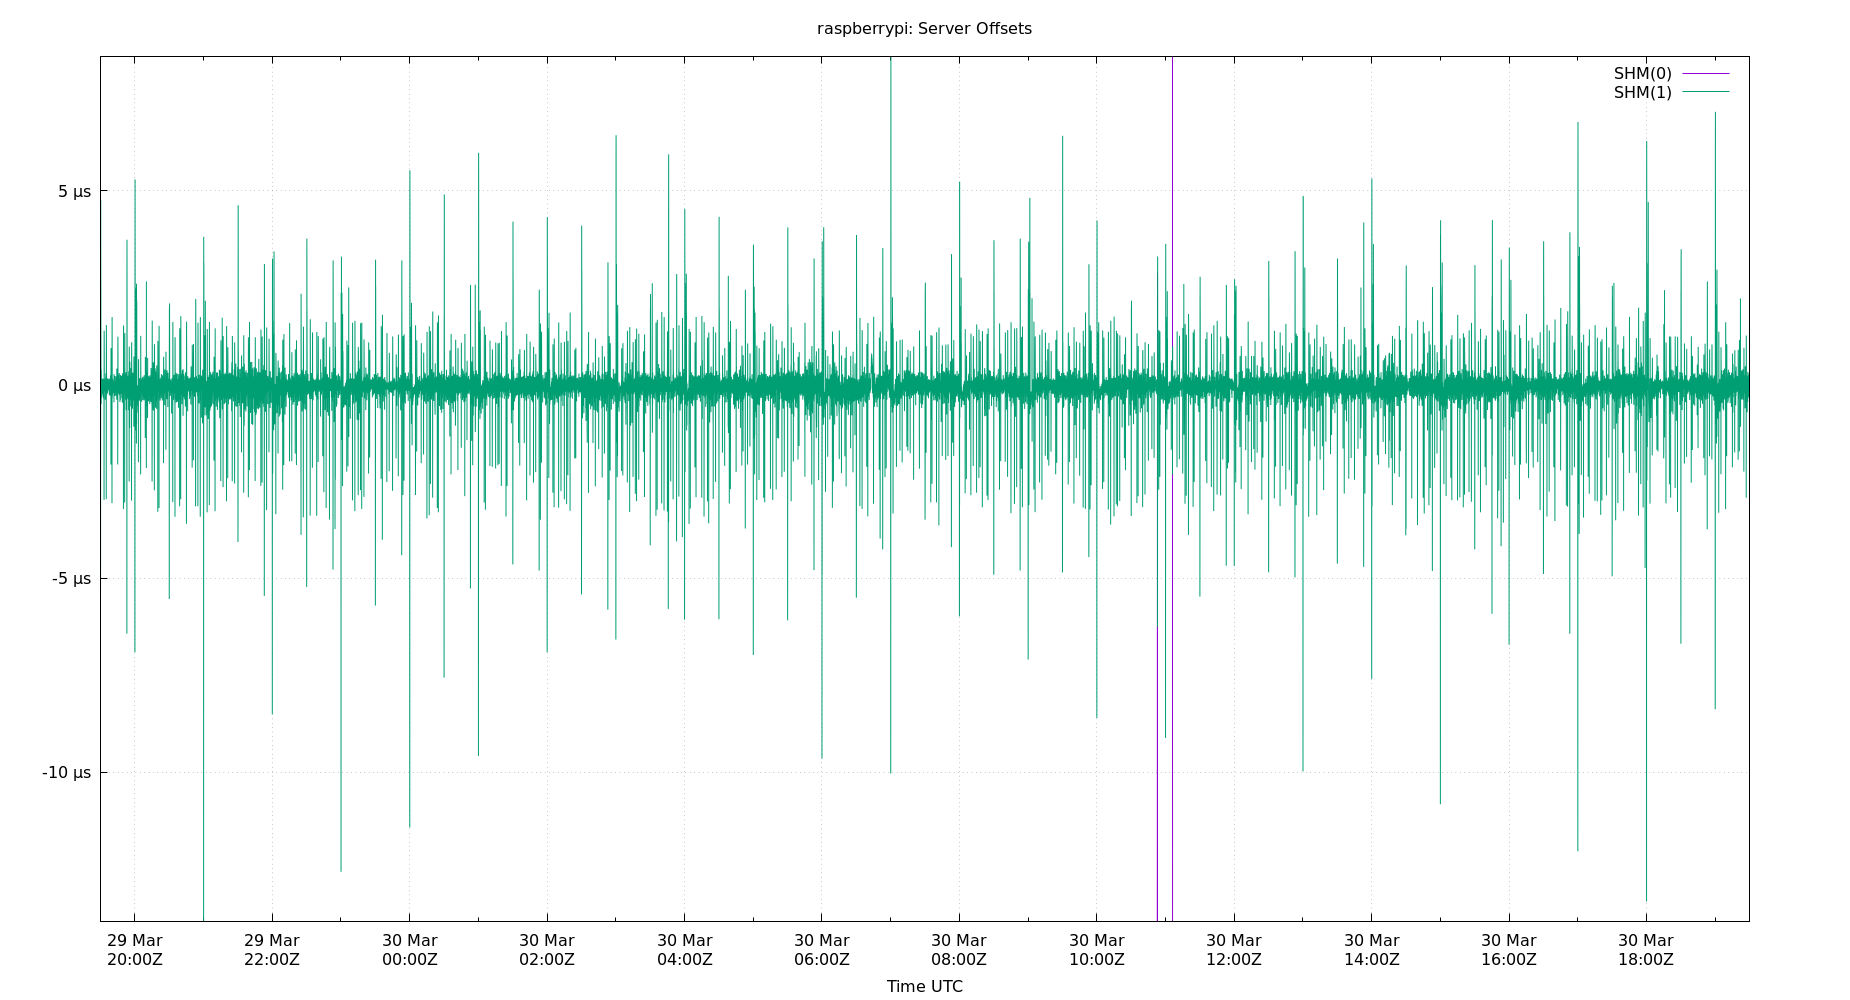 raspberrypi: Server Offsets
SHM(0)
SHM(1)
5 µs
0 µs
-5 µs
-10 µs
29 Mar 29 Mar 30 Mar 30 Mar 30 Mar 30 Mar 30 Mar 30 Mar 30 Mar 30 Mar 30 Mar 30 Mar
20:00Z 22:00Z 00:00Z 02:00Z 04:00Z 06:00Z 08:00Z 10:00Z 12:00Z 14:00Z 16:00Z 18:00Z
Time UTC